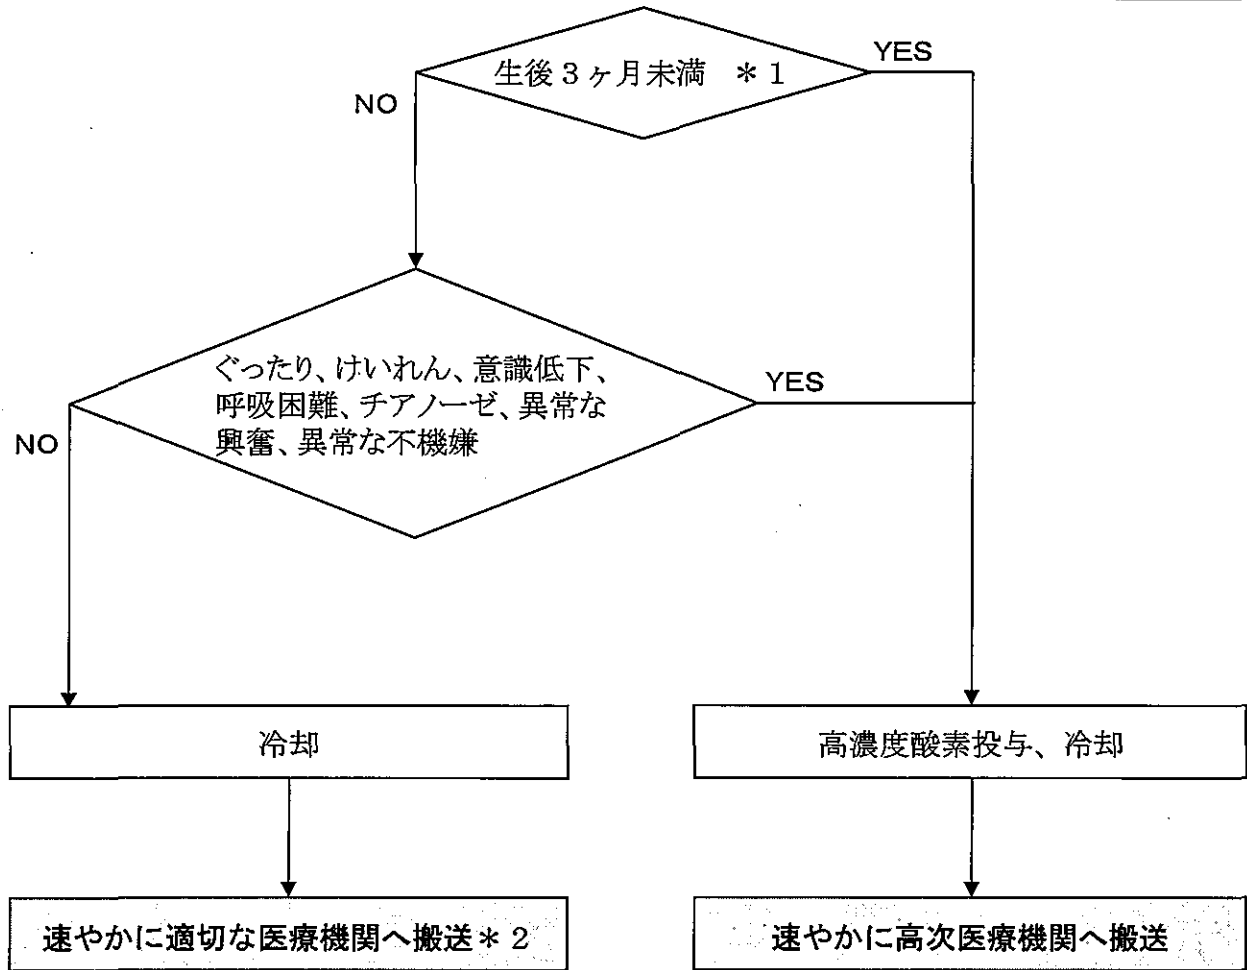 生後３ヶ月未満　＊１
YES
NO
ぐったり、けいれん、意識低下、
呼吸困難、チアノーゼ、異常な
興奮、異常な不機嫌
YES
NO
冷却
高濃度酸素投与、冷却
速やかに適切な医療機関へ搬送＊２
速やかに高次医療機関へ搬送